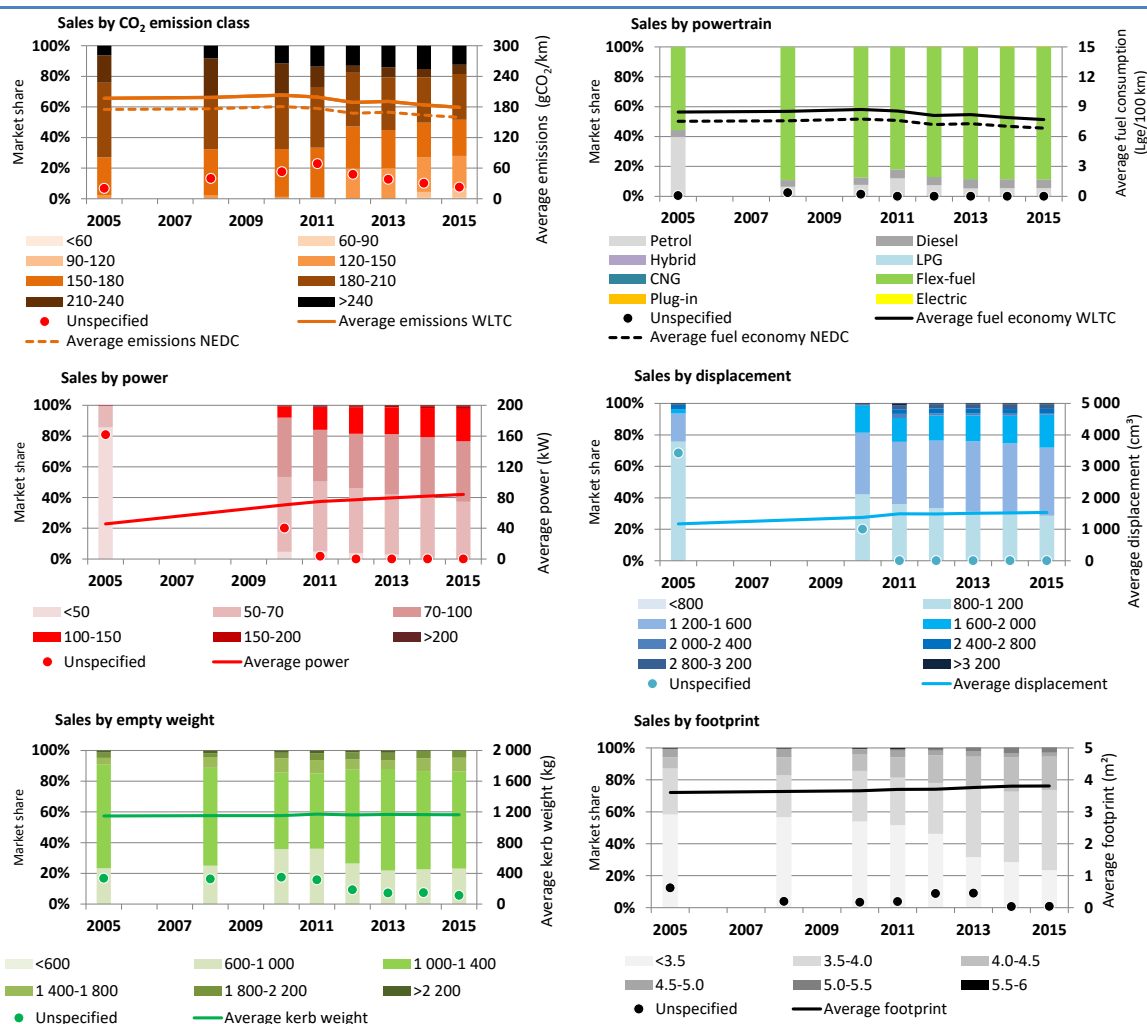 Sales by CO2 emission class
100%
80%
60%
40%
20%
0%
Market share
300
240
180
120
60
0
Average emissions (gCO2/km)
2005 2007 2009 2011 2013 2015
<60 60-90
90-120 120-150
150-180 180-210
210-240 >240
Unspecified Average emissions WLTC
Average emissions NEDC
Sales by powertrain
100%
80%
60%
40%
20%
0%
Market share
15
12
9
6
3
0
Average fuel consumption
(Lge/100 km)
2005 2007 2009 2011 2013 2015
Petrol Diesel
Hybrid LPG
CNG Flex-fuel
Plug-in Electric
Unspecified Average fuel economy WLTC
Average fuel economy NEDC
Sales by power
100%
80%
60%
40%
20%
0%
Market share
200
160
120
80
40
0
Average power (kW)
2005 2007 2009 2011 2013 2015
<50 50-70 70-100
100-150 150-200 >200
Unspecified Average power
Sales by displacement
100%
80%
60%
40%
20%
0%
Market share
5 000
4 000
3 000
2 000
1 000
0
Average displacement (cm³)
2005 2007 2009 2011 2013 2015
<800 800-1 200
1 200-1 600 1 600-2 000
2 000-2 400 2 400-2 800
2 800-3 200 >3 200
Unspecified Average displacement
Sales by empty weight
100%
80%
60%
40%
20%
0%
Market share
2 000
1 600
1 200
800
400
0
Average kerb weight (kg)
2005 2007 2009 2011 2013 2015
<600 600-1 000 1 000-1 400
1 400-1 800 1 800-2 200 >2 200
Unspecified Average kerb weight
Sales by footprint
100%
80%
60%
40%
20%
0%
Market share
5
4
3
2
1
0
Average footprint (m²)
2005 2007 2009 2011 2013 2015
<3.5 3.5-4.0 4.0-4.5
4.5-5.0 5.0-5.5 5.5-6
Unspecified Average footprint